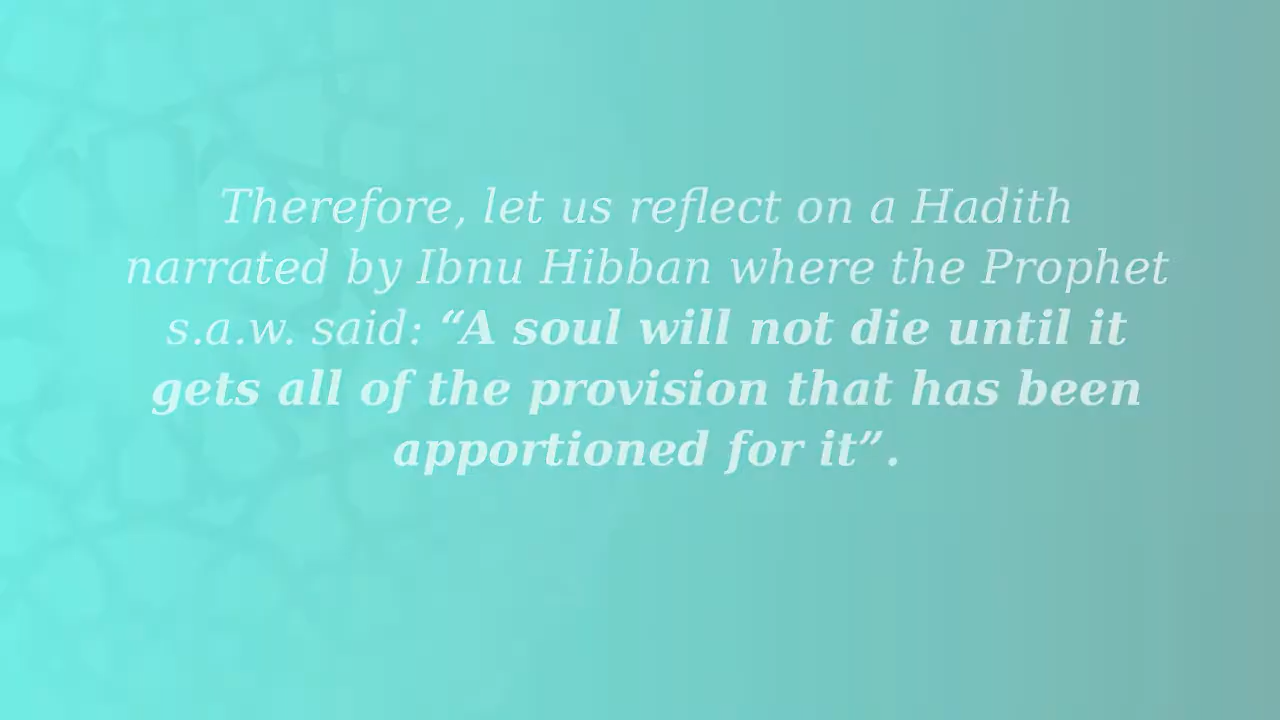 Therefore, let us reflect on a Hadith
narrated by Ibnu Hibban where the Prophet
s.a.w. said: “A soul will not die until it
gets all of the provision that has been
apportioned for it”.